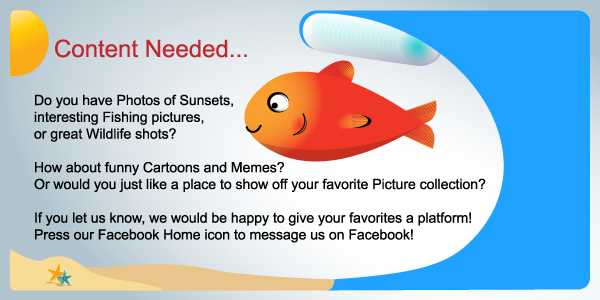 Content Needed...
Do you have Photos of Sunsets,
interesting Fishing pictures,
or great Wildlife shots?
How about funny Cartoons and Memes?
Or would you just like a place to show off your favorite Picture collection?
If you let us know, we would be happy to give your favorites a platform!
Press our Facebook Home icon to message us on Facebook!